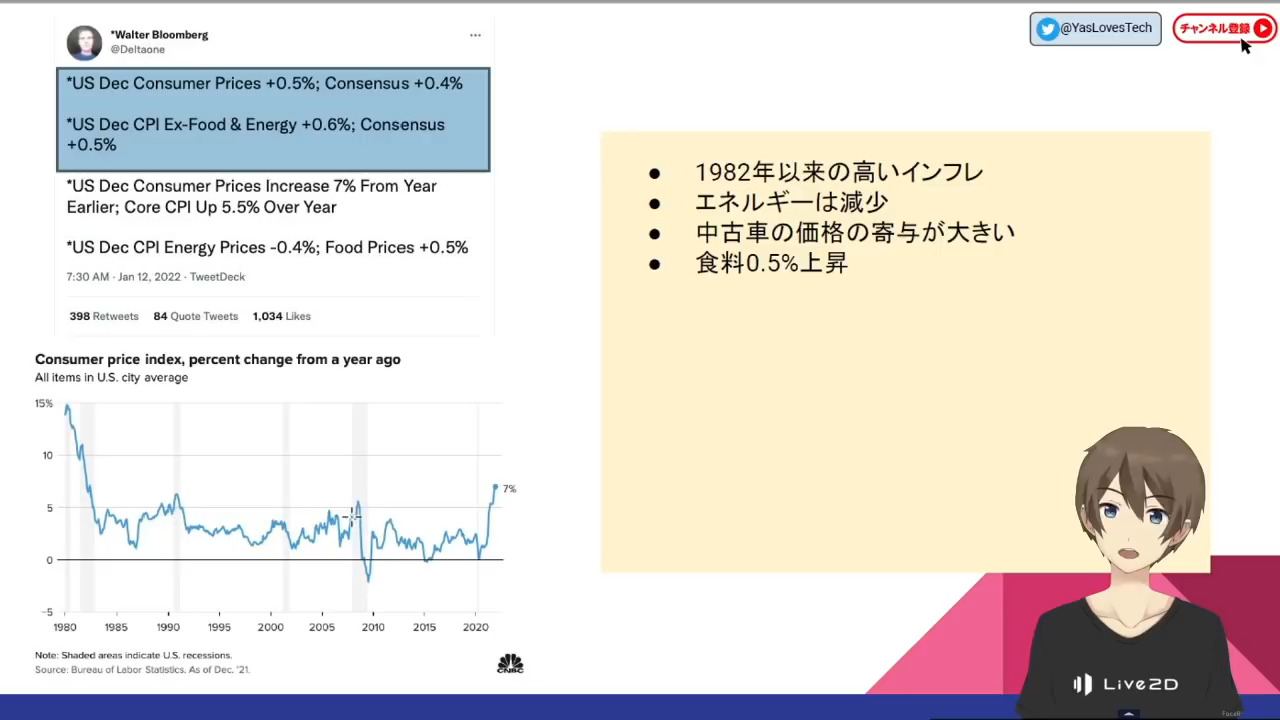 *Walter Bloomberg
@Deltaone
*US Dec Consumer Prices +0.5%; Consensus +0.4%
*US Dec CPI Ex-Food & Energy +0.6%; Consensus
+0.5%
*US Dec Consumer Prices Increase 7% From Year
Earlier; Core CPI Up 5.5% Over Year
*US Dec CPI Energy Prices -0.4%; Food Prices +0.5%
7:30 AM · Jan 12, 2022 · TweetDeck
398 Retweets 84 Quote Tweets 1,034 Likes
@YasLovesTech
チャンネル登録
● 1982年以来の高いインフレ
● エネルギーは減少
● 中古車の価格の寄与が大きい
● 食料0.5%上昇
Consumer price index, percent change from a year ago
All items in U.S. city average
15%
10
5
0
-5
7%
1980 1985 1990 1995 2000 2005 2010 2015 2020
Note: Shaded areas indicate U.S. recessions.
Source: Bureau of Labor Statistics. As of Dec. '21.
CNBC
Live2D